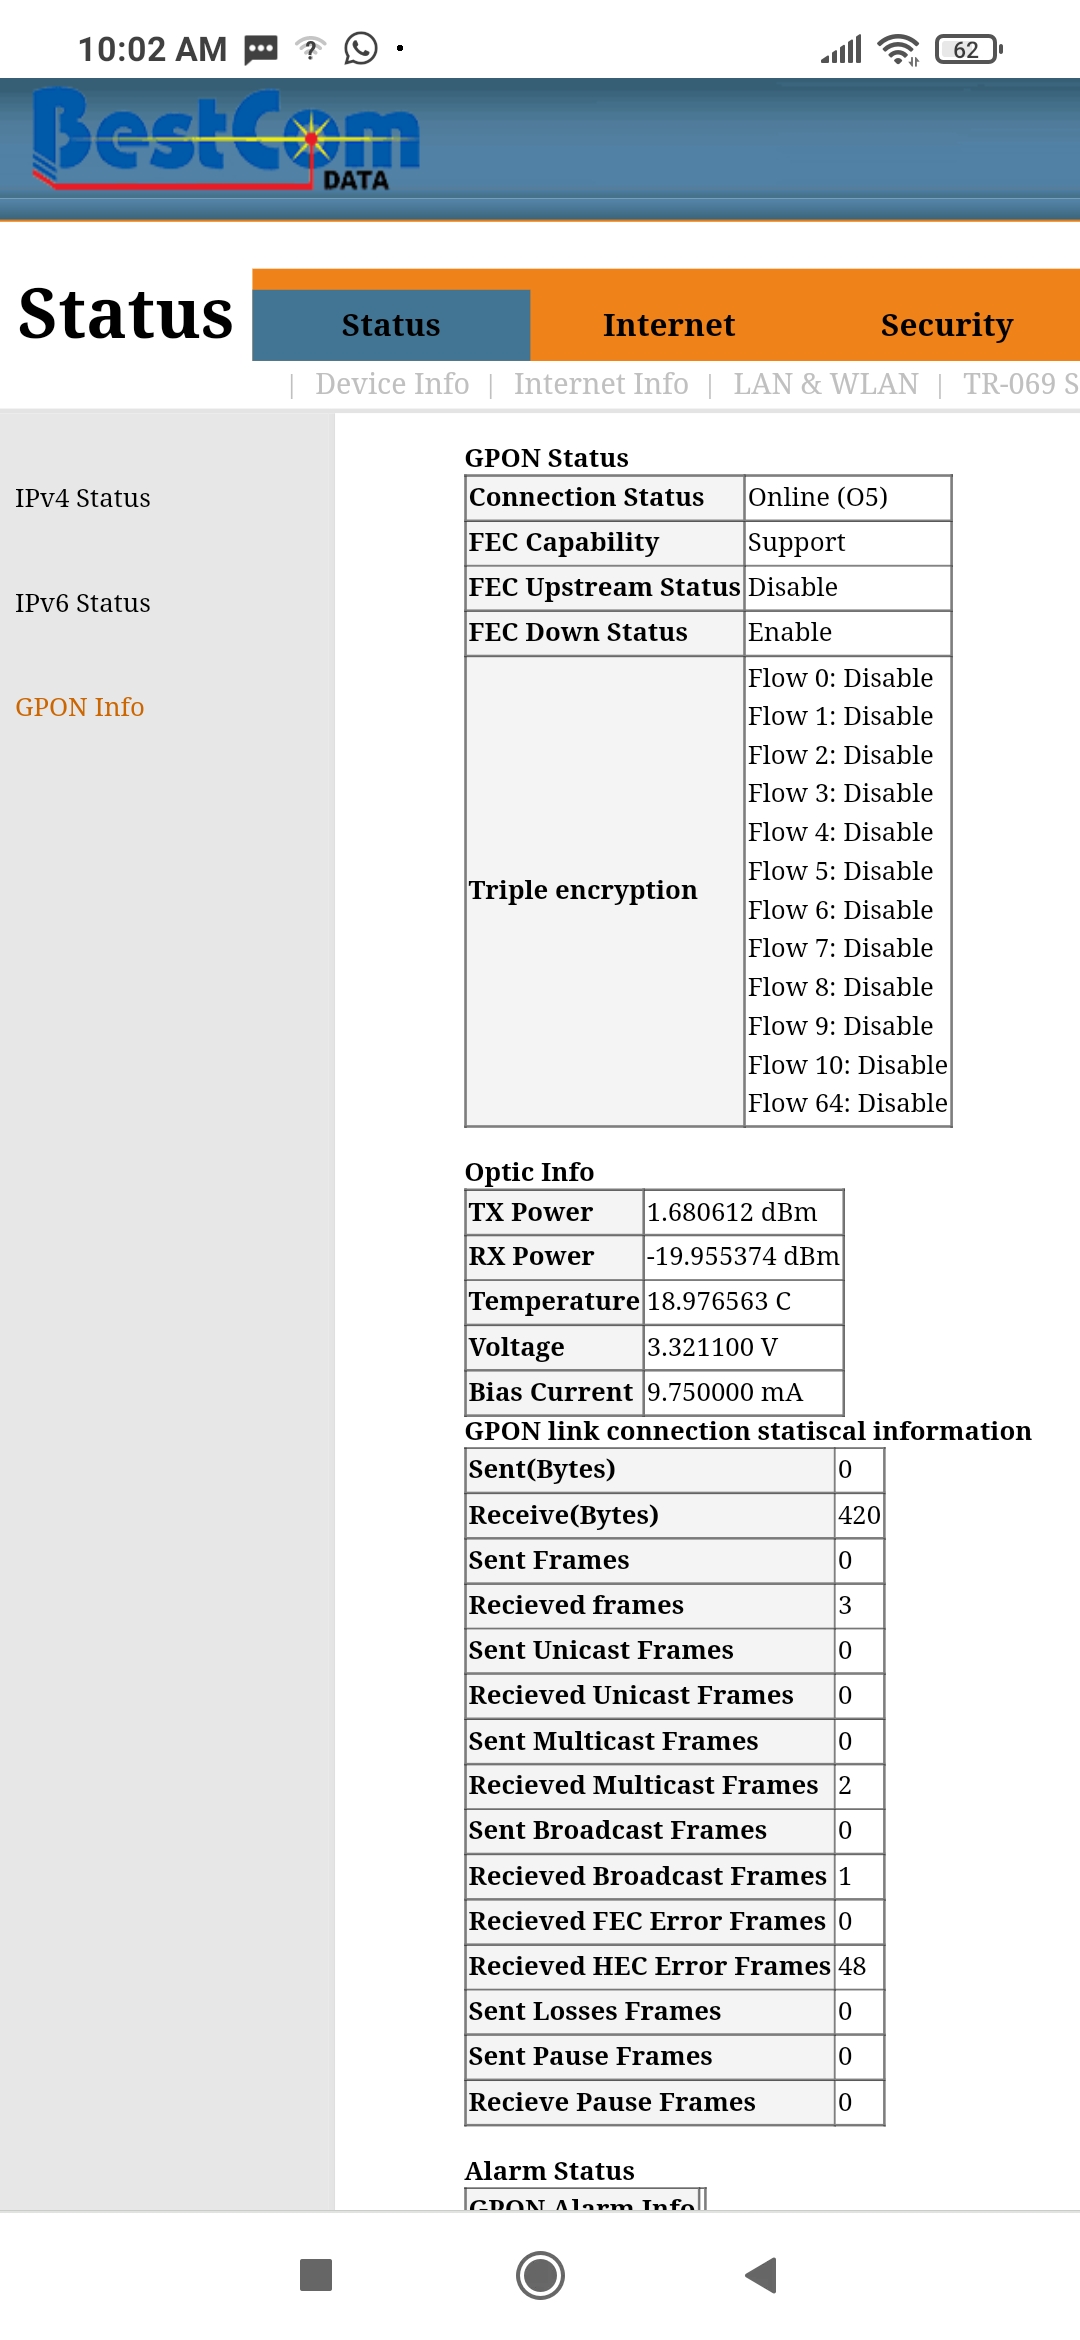 10:02 AM
62
BestCom
DATA
Status
Status Internet Security
| Device Info | Internet Info | LAN & WLAN | TR-069 S
IPv4 Status
IPv6 Status
GPON Info
GPON Status
Connection Status Online (O5)
FEC Capability Support
FEC Upstream Status Disable
FEC Down Status Enable
Triple encryption
Flow 0: Disable
Flow 1: Disable
Flow 2: Disable
Flow 3: Disable
Flow 4: Disable
Flow 5: Disable
Flow 6: Disable
Flow 7: Disable
Flow 8: Disable
Flow 9: Disable
Flow 10: Disable
Flow 64: Disable
Optic Info
TX Power 1.680612 dBm
RX Power -19.955374 dBm
Temperature 18.976563 C
Voltage 3.321100 V
Bias Current 9.750000 mA
GPON link connection statiscal information
Sent(Bytes) 0
Receive(Bytes) 420
Sent Frames 0
Recieved frames 3
Sent Unicast Frames 0
Recieved Unicast Frames 0
Sent Multicast Frames 0
Recieved Multicast Frames 2
Sent Broadcast Frames 0
Recieved Broadcast Frames 1
Recieved FEC Error Frames 0
Recieved HEC Error Frames 48
Sent Losses Frames 0
Sent Pause Frames 0
Recieve Pause Frames 0
Alarm Status
GPON Alarm Info